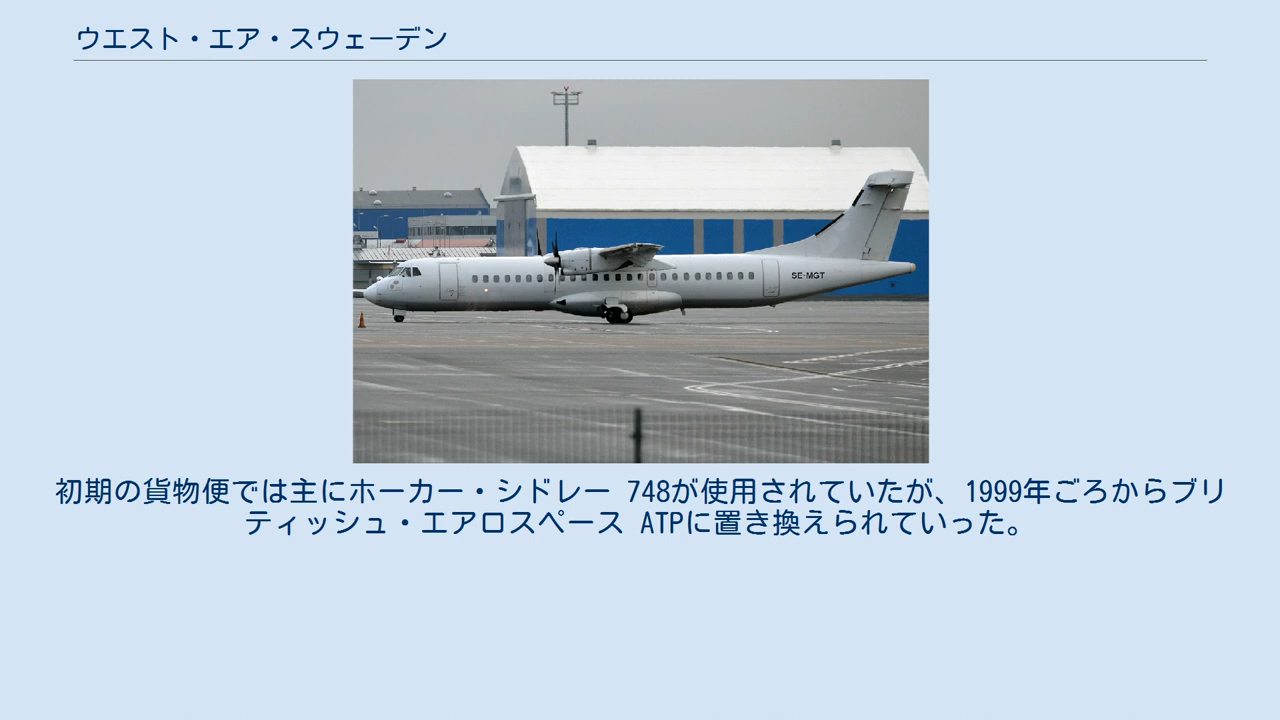 ウエスト・エア・スウェーデン
SE-MGT
初期の貨物便では主にホーカー・シドレー 748が使用されていたが、1999年ごろからブリ
ティッシュ・エアロスペース ATPに置き換えられていった。